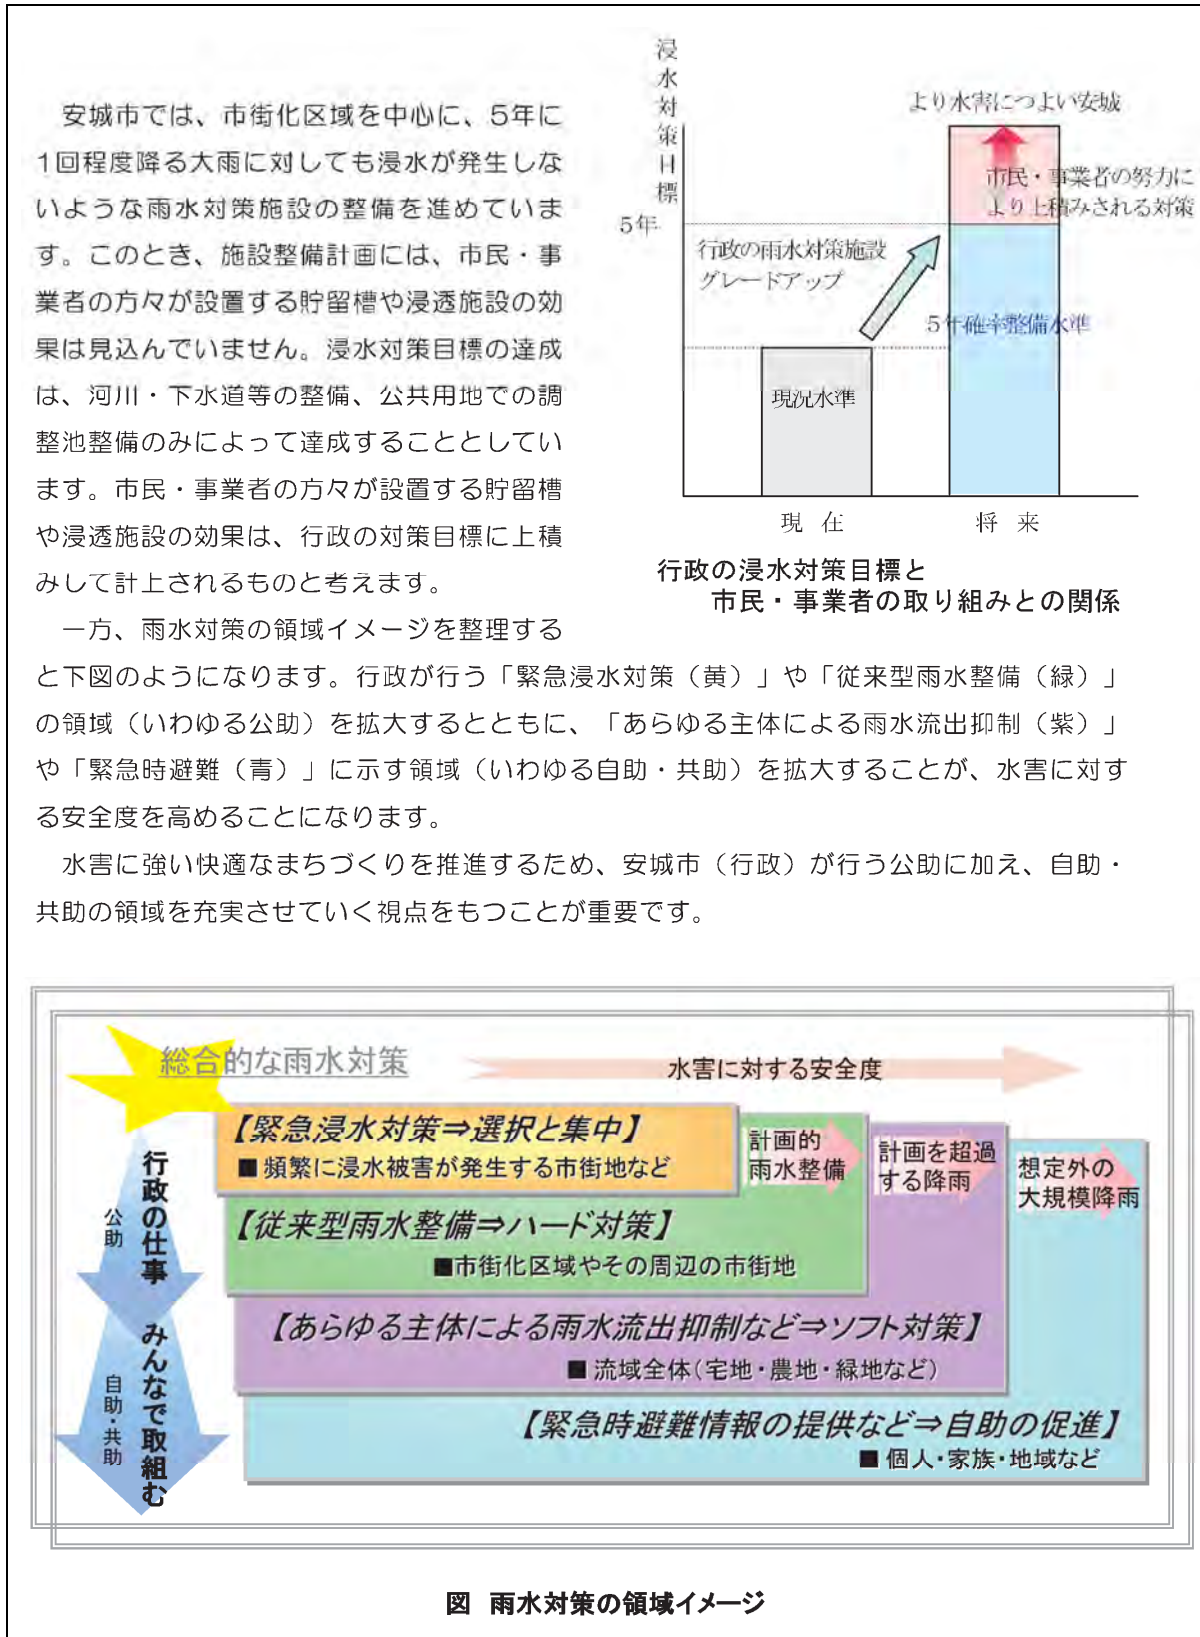 安城市では、市街化区域を中心に、5年に
1回程度降る大雨に対しても浸水が発生しな
いような雨水対策施設の整備を進めていま
す。このとき、施設整備計画には、市民・事
業者の方々が設置する貯留槽や浸透施設の効
果は見込んでいません。浸水対策目標の達成
は、河川・下水道等の整備、公共用地での調
整池整備のみによって達成することとしてい
ます。市民・事業者の方々が設置する貯留槽
や浸透施設の効果は、行政の対策目標に上積
みして計上されるものと考えます。
浸水対策目標
より水害につよい安城
市民・事業者の努力に
より上積みされる対策
5年
行政の雨水対策施設
グレードアップ
5年確率整備水準
現況水準
現 在
将 来
行政の浸水対策目標と
市民・事業者の取り組みとの関係
一方、雨水対策の領域イメージを整理する
と下図のようになります。行政が行う「緊急浸水対策(黄)」や「従来型雨水整備(緑)」
の領域(いわゆる公助)を拡大するとともに、「あらゆる主体による雨水流出抑制(紫)」
や「緊急時避難(青)」に示す領域(いわゆる自助・共助)を拡大することが、水害に対す
る安全度を高めることになります。
水害に強い快適なまちづくりを推進するため、安城市(行政)が行う公助に加え、自助・
共助の領域を充実させていく視点をもつことが重要です。
総合的な雨水対策
水害に対する安全度
【緊急浸水対策⇒選択と集中】
■頻繁に浸水被害が発生する市街地など
計画的
雨水整備
計画を超過
する降雨
想定外の
大規模降雨
行政の仕事
公助
【従来型雨水整備⇒ハード対策】
■市街化区域やその周辺の市街地
【あらゆる主体による雨水流出抑制など⇒ソフト対策】
■流域全体(宅地・農地・緑地など)
みんなで取組む
自助・共助
【緊急時避難情報の提供など⇒自助の促進】
■個人・家族・地域など
図 雨水対策の領域イメージ